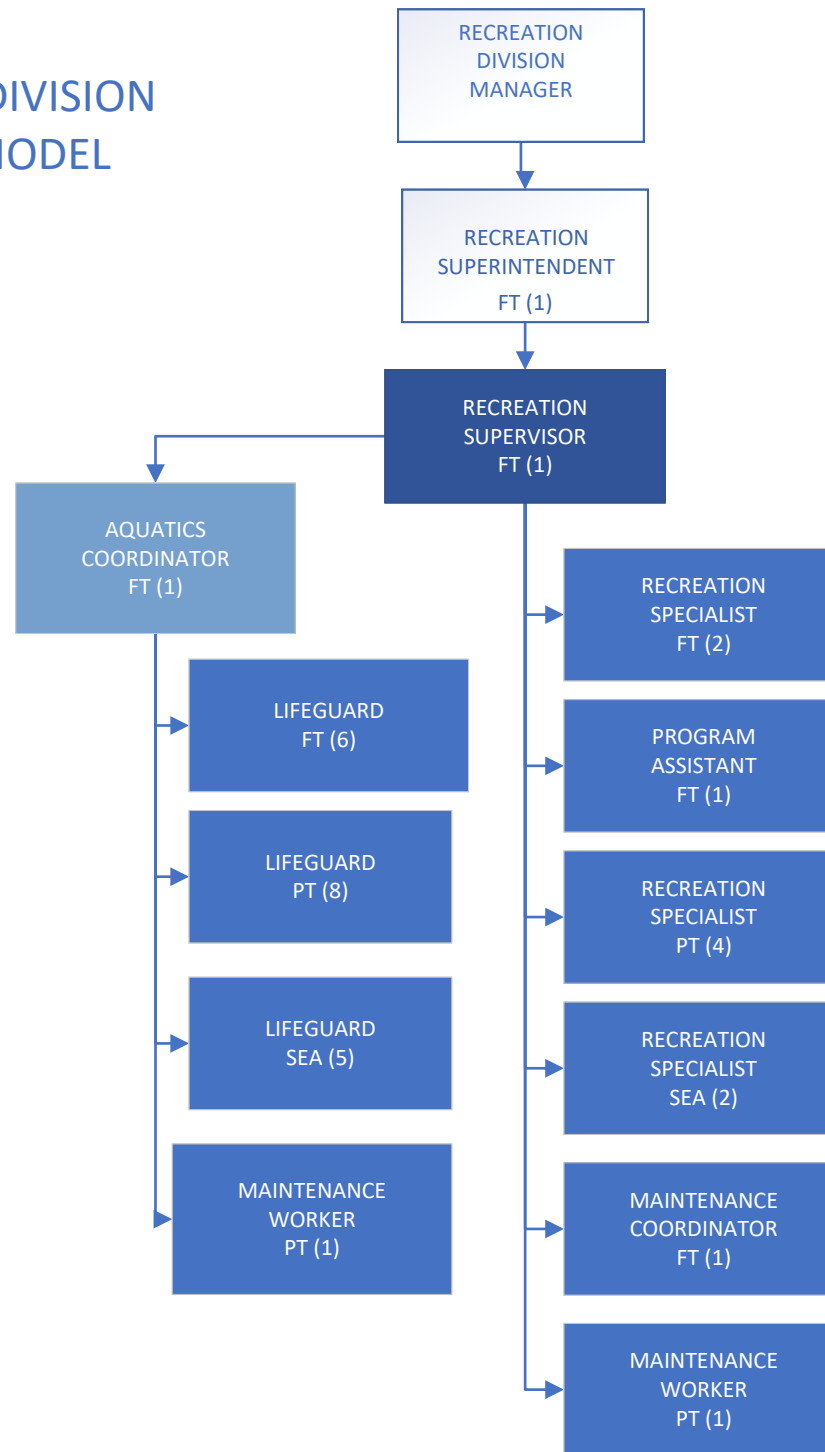 RECREATION
DIVISION
MANAGER
DIVISION
MODEL
RECREATION
SUPERINTENDENT
FT (1)
RECREATION
SUPERVISOR
FT (1)
AQUATICS
COORDINATOR
FT (1)
LIFEGUARD
FT (6)
LIFEGUARD
PT (8)
LIFEGUARD
SEA (5)
MAINTENANCE
WORKER
PT (1)
RECREATION
SPECIALIST
FT (2)
PROGRAM
ASSISTANT
FT (1)
RECREATION
SPECIALIST
PT (4)
RECREATION
SPECIALIST
SEA (2)
MAINTENANCE
COORDINATOR
FT (1)
MAINTENANCE
WORKER
PT (1)